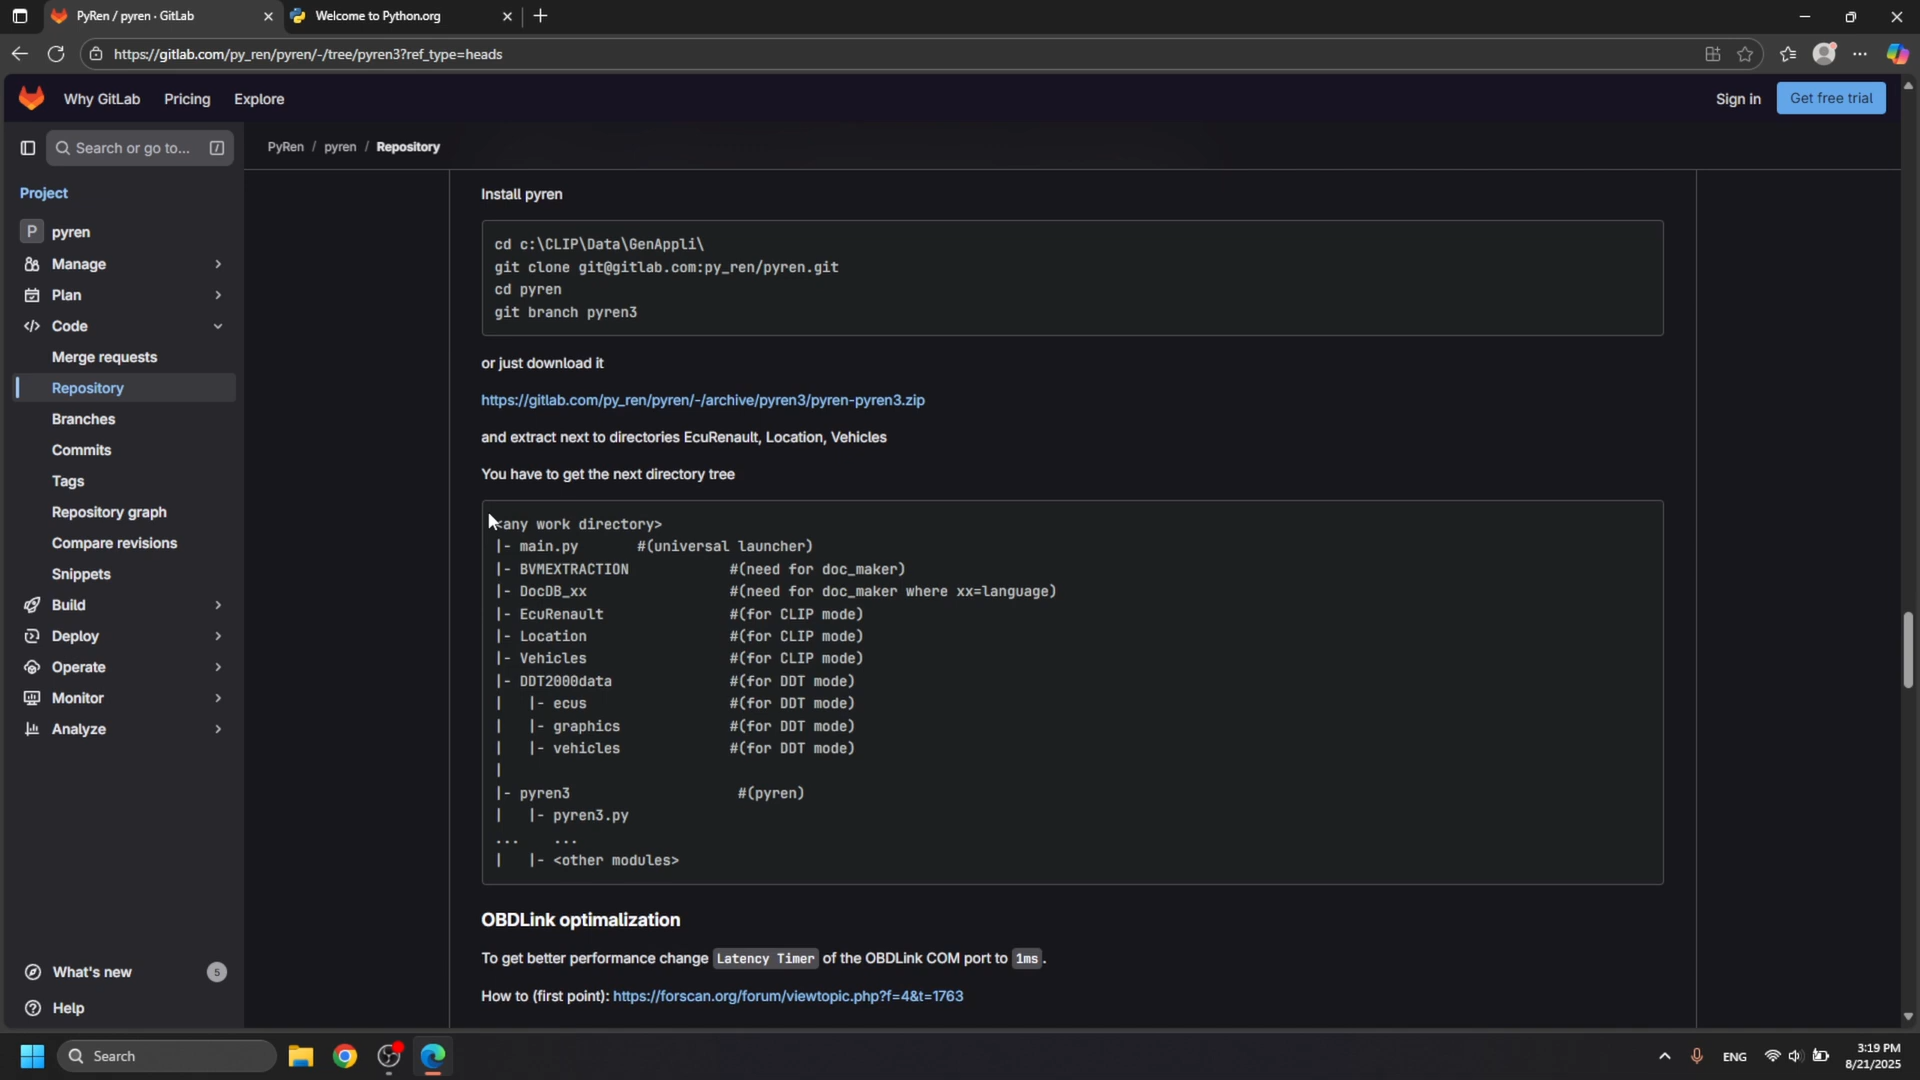 PyRen / pyren · GitLab
Welcome to Python.org
https://gitlab.com/py_ren/pyren/-/tree/pyren3?ref_type=heads
Why GitLab Pricing Explore Sign in Get free trial
Search or go to... /
PyRen / pyren / Repository
Project
P pyren
Manage
Plan
Code
Merge requests
Repository
Branches
Commits
Tags
Repository graph
Compare revisions
Snippets
Build
Deploy
Operate
Monitor
Analyze
What's new 5
Help
Install pyren
cd c:\CLIP\Data\GenAppli\
git clone git@gitlab.com:py_ren/pyren.git
cd pyren
git branch pyren3
or just download it
https://gitlab.com/py_ren/pyren/-/archive/pyren3/pyren-pyren3.zip
and extract next to directories EcuRenault, Location, Vehicles
You have to get the next directory tree
<any work directory>
|- main.py #(universal launcher)
|- BVMEXTRACTION #(need for doc_maker)
|- DocDB_xx #(need for doc_maker where xx=language)
|- EcuRenault #(for CLIP mode)
|- Location #(for CLIP mode)
|- Vehicles #(for CLIP mode)
|- DDT2000data #(for DDT mode)
| |- ecus #(for DDT mode)
| |- graphics #(for DDT mode)
| |- vehicles #(for DDT mode)
|
|- pyren3 #(pyren)
| |- pyren3.py
... ...
| |- <other modules>
OBDLink optimalization
To get better performance change Latency Timer of the OBDLink COM port to 1ms.
How to (first point): https://forscan.org/forum/viewtopic.php?f=4&t=1763
Search
ENG
3:19 PM
8/21/2025